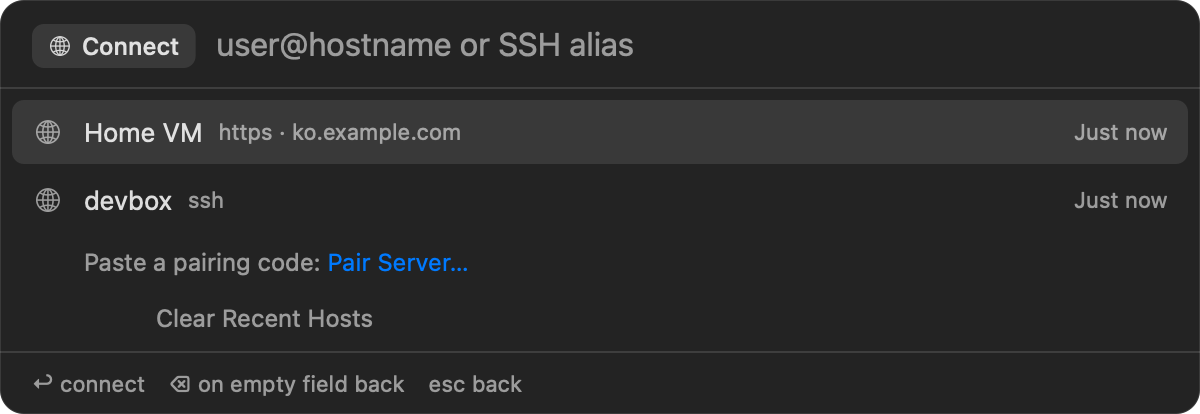 Connect user@hostname or SSH alias
Home VM https · ko.example.com Just now
devbox ssh Just now
Paste a pairing code: Pair Server...
Clear Recent Hosts
↩ connect ⌫ on empty field back esc back